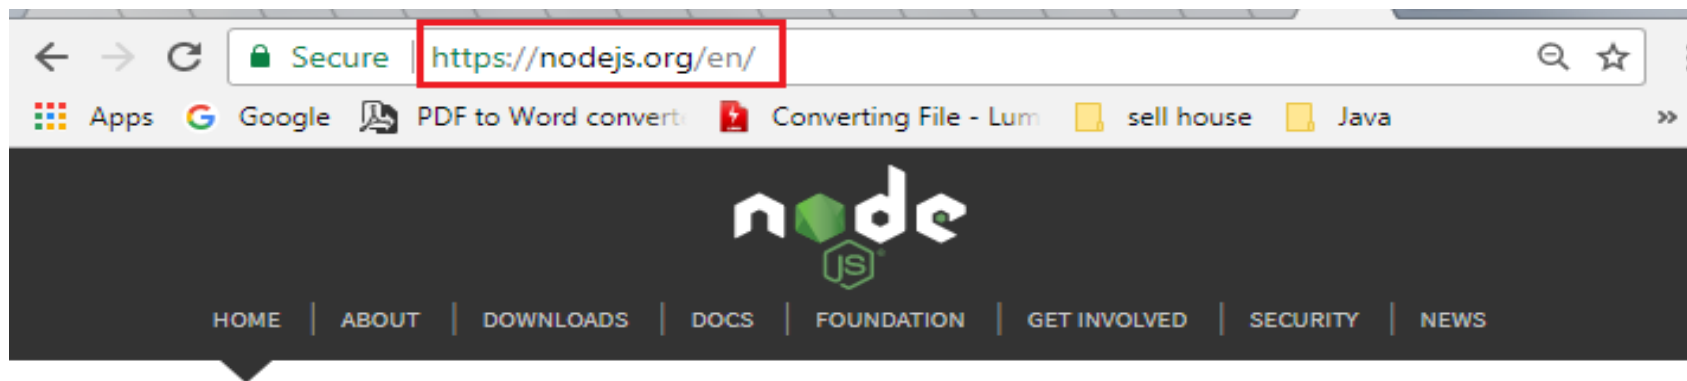 Secure https://nodejs.org/en/
Apps Google PDF to Word convert Converting File - Lum sell house Java »
node
JS
HOME ABOUT DOWNLOADS DOCS FOUNDATION GET INVOLVED SECURITY NEWS